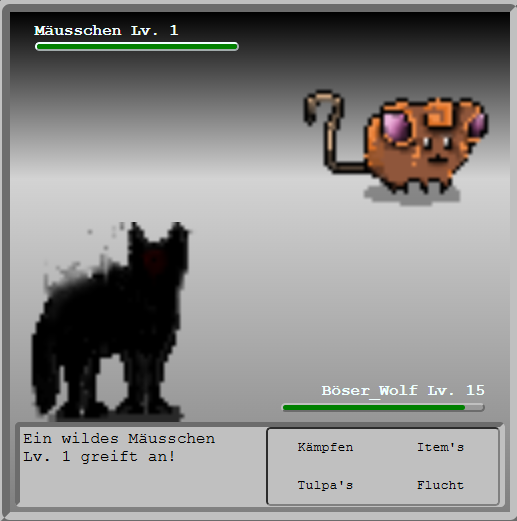 Mäusschen Lv. 1
Böser_Wolf Lv. 15
Ein wildes Mäusschen
Lv. 1 greift an!
Kämpfen
Item's
Tulpa's
Flucht